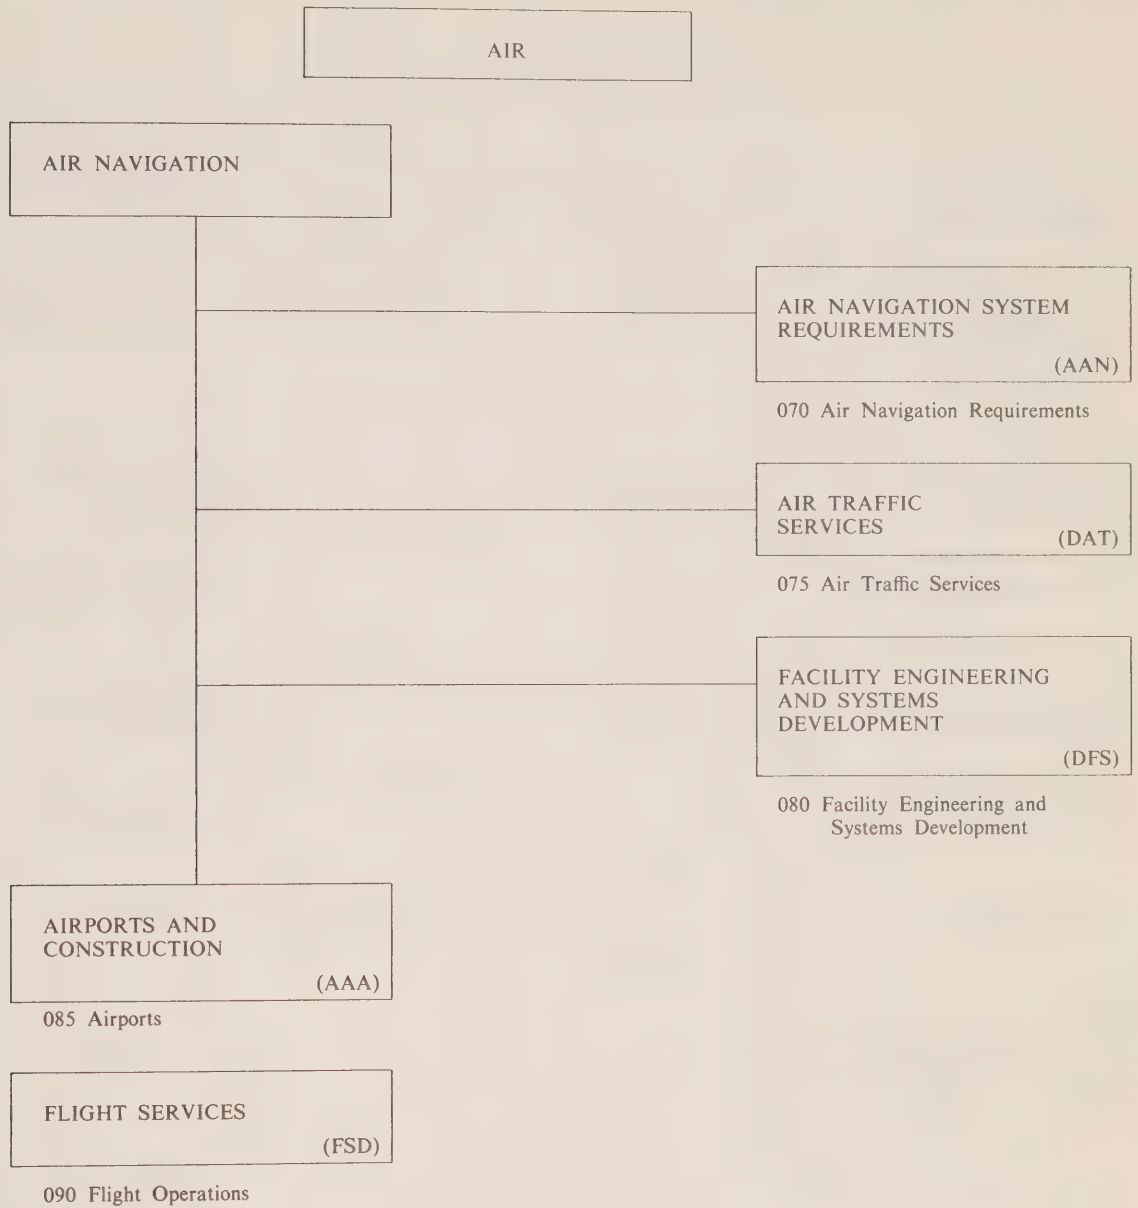 AIR
AIR NAVIGATION
AIR NAVIGATION SYSTEM
REQUIREMENTS
(AAN)
070 Air Navigation Requirements
AIR TRAFFIC
SERVICES
(DAT)
075 Air Traffic Services
FACILITY ENGINEERING
AND SYSTEMS
DEVELOPMENT
(DFS)
080 Facility Engineering and
Systems Development
AIRPORTS AND
CONSTRUCTION
(AAA)
085 Airports
FLIGHT SERVICES
(FSD)
090 Flight Operations